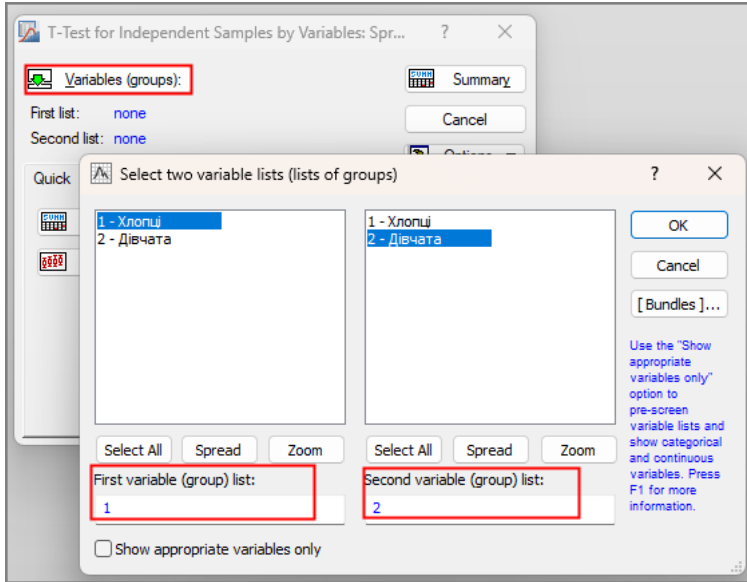 T-Test for Independent Samples by Variables: Spr...
?
Variables (groups):
Summary
First list: none
Cancel
Second list: none
Options
Quick
Select two variable lists (lists of groups)
?
1 - Хлопці
2 - Дівчата
1 - Хлопці
2 - Дівчата
OK
Cancel
[ Bundles ]...
Use the "Show
appropriate
variables only"
option to
pre-screen
variable lists and
show categorical
and continuous
variables. Press
F1 for more
information.
Select All Spread Zoom
Select All Spread Zoom
First variable (group) list:
1
Second variable (group) list:
2
Show appropriate variables only